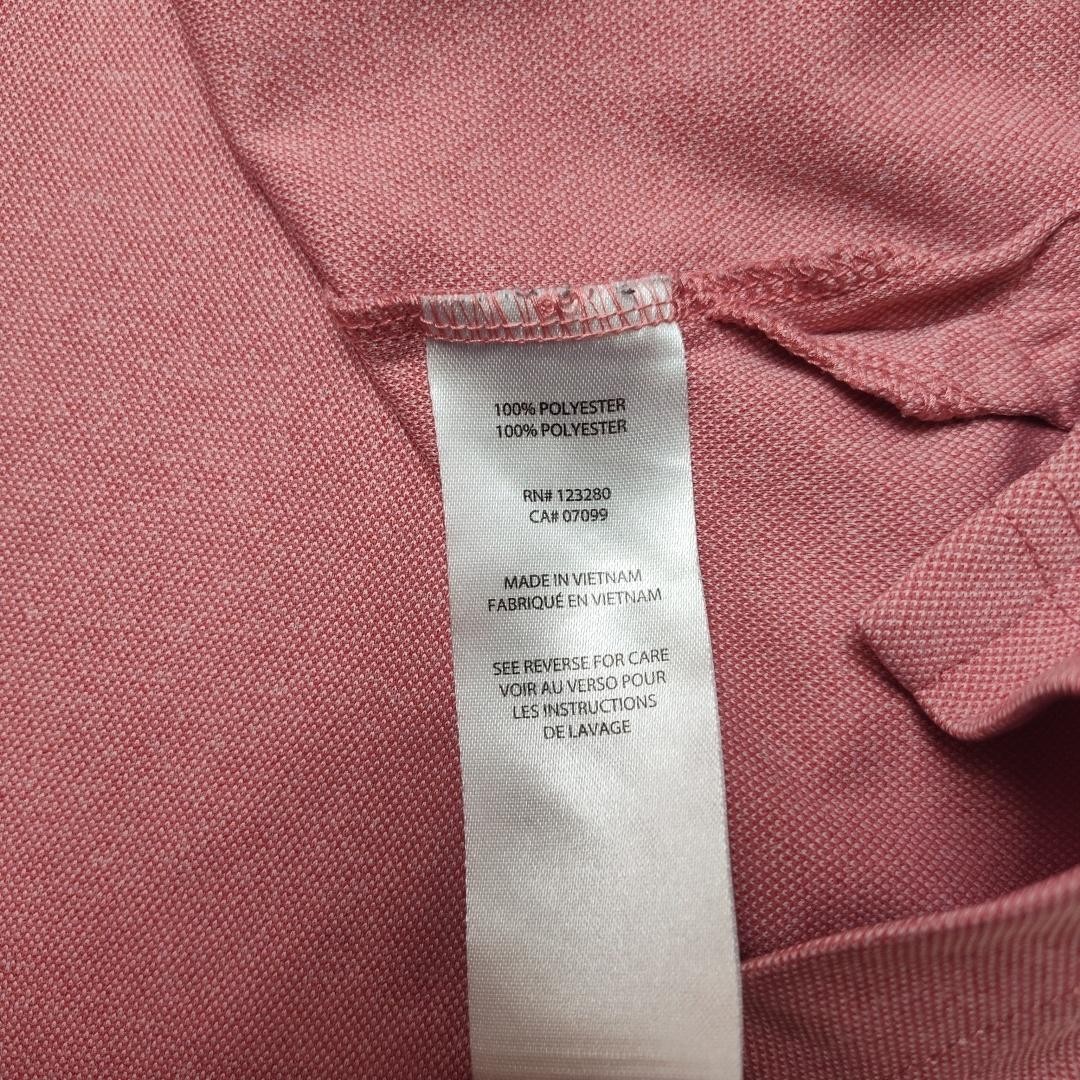 100% POLYESTER
100% POLYESTER
RN# 123280
CA# 07099
MADE IN VIETNAM
FABRIQUÉ EN VIETNAM
SEE REVERSE FOR CARE
VOIR AU VERSO POUR
LES INSTRUCTIONS
DE LAVAGE